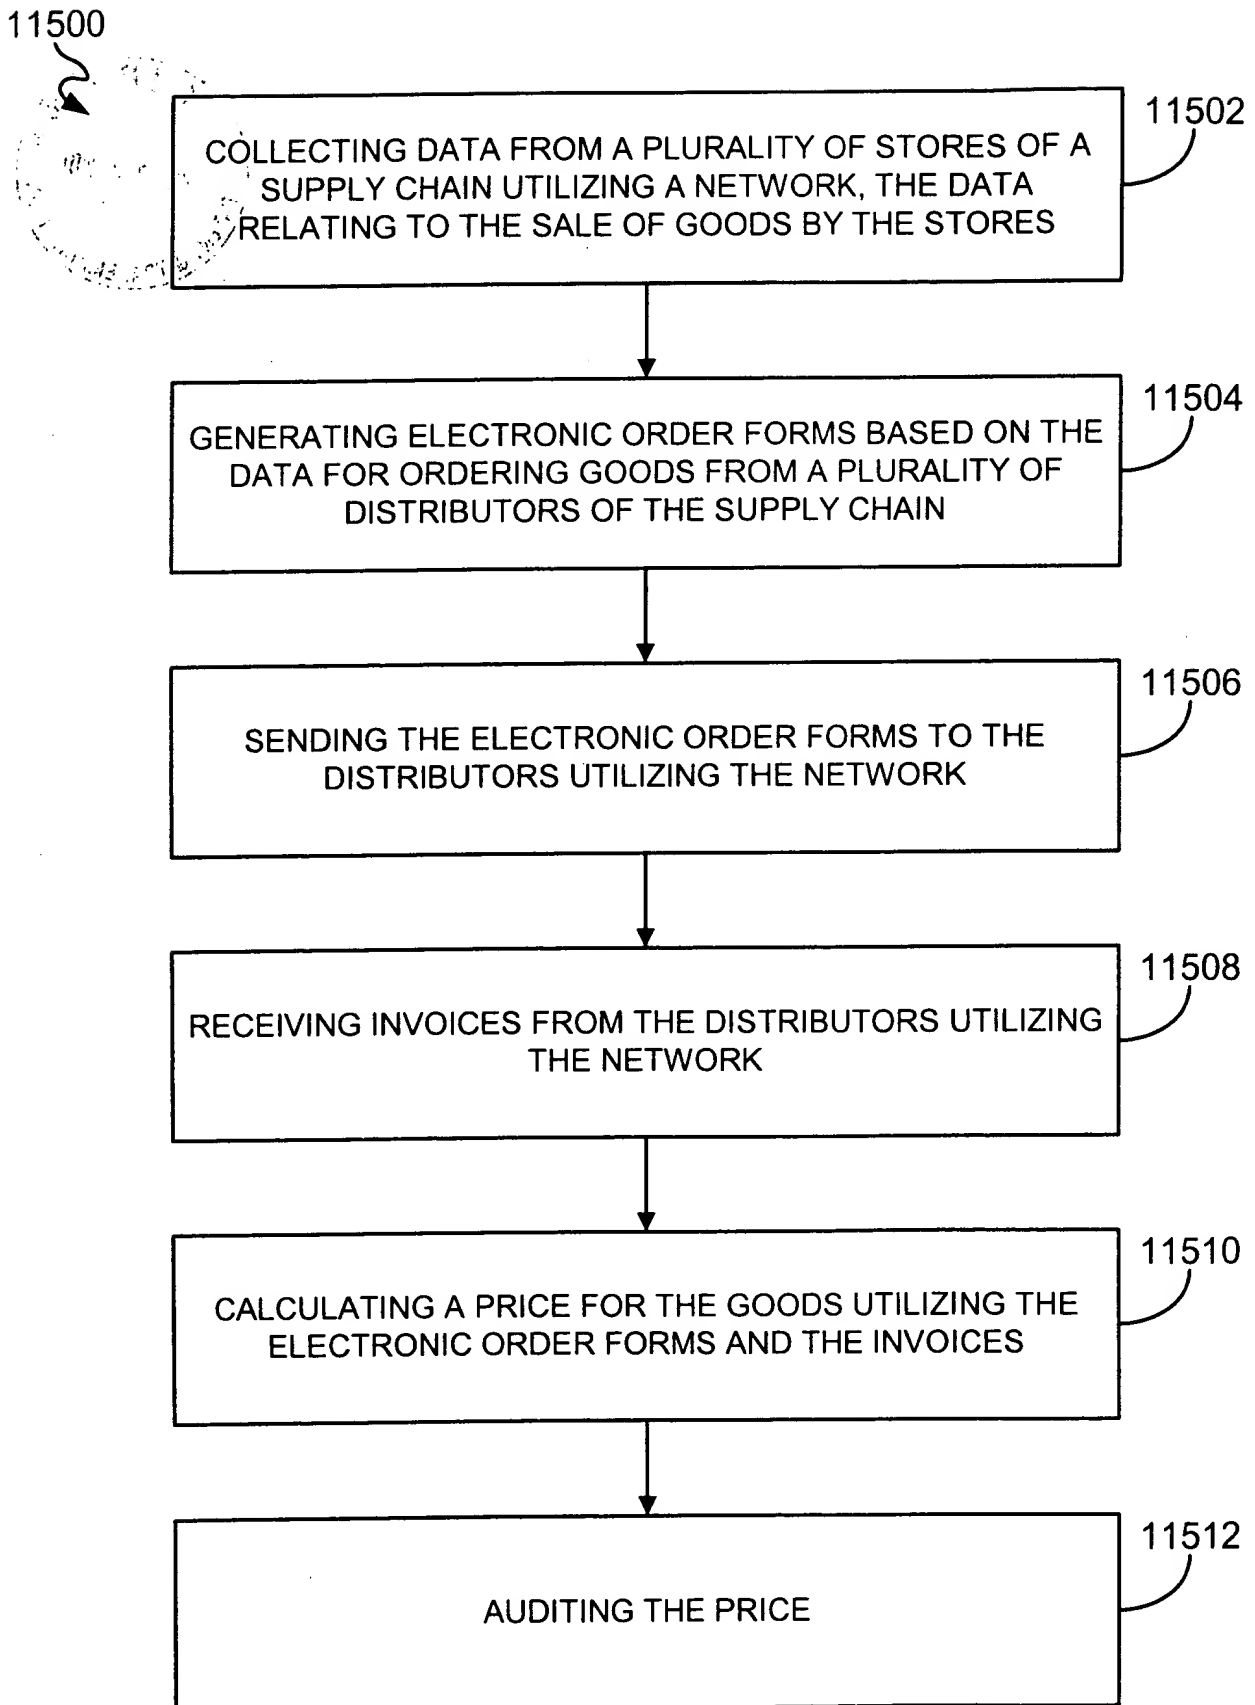 11500
11502
COLLECTING DATA FROM A PLURALITY OF STORES OF A
SUPPLY CHAIN UTILIZING A NETWORK, THE DATA
RELATING TO THE SALE OF GOODS BY THE STORES
11504
GENERATING ELECTRONIC ORDER FORMS BASED ON THE
DATA FOR ORDERING GOODS FROM A PLURALITY OF
DISTRIBUTORS OF THE SUPPLY CHAIN
11506
SENDING THE ELECTRONIC ORDER FORMS TO THE
DISTRIBUTORS UTILIZING THE NETWORK
11508
RECEIVING INVOICES FROM THE DISTRIBUTORS UTILIZING
THE NETWORK
11510
CALCULATING A PRICE FOR THE GOODS UTILIZING THE
ELECTRONIC ORDER FORMS AND THE INVOICES
11512
AUDITING THE PRICE